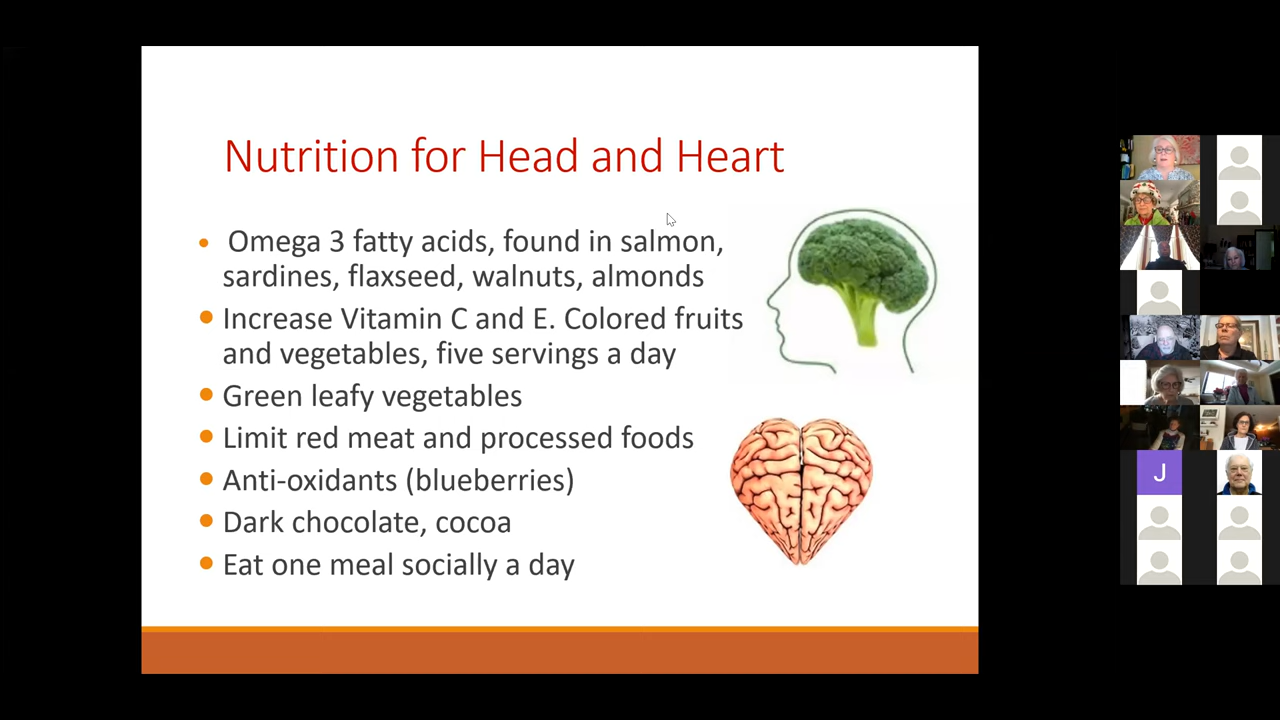 Nutrition for Head and Heart
• Omega 3 fatty acids, found in salmon,
sardines, flaxseed, walnuts, almonds
• Increase Vitamin C and E. Colored fruits
and vegetables, five servings a day
• Green leafy vegetables
• Limit red meat and processed foods
• Anti-oxidants (blueberries)
• Dark chocolate, cocoa
• Eat one meal socially a day
J